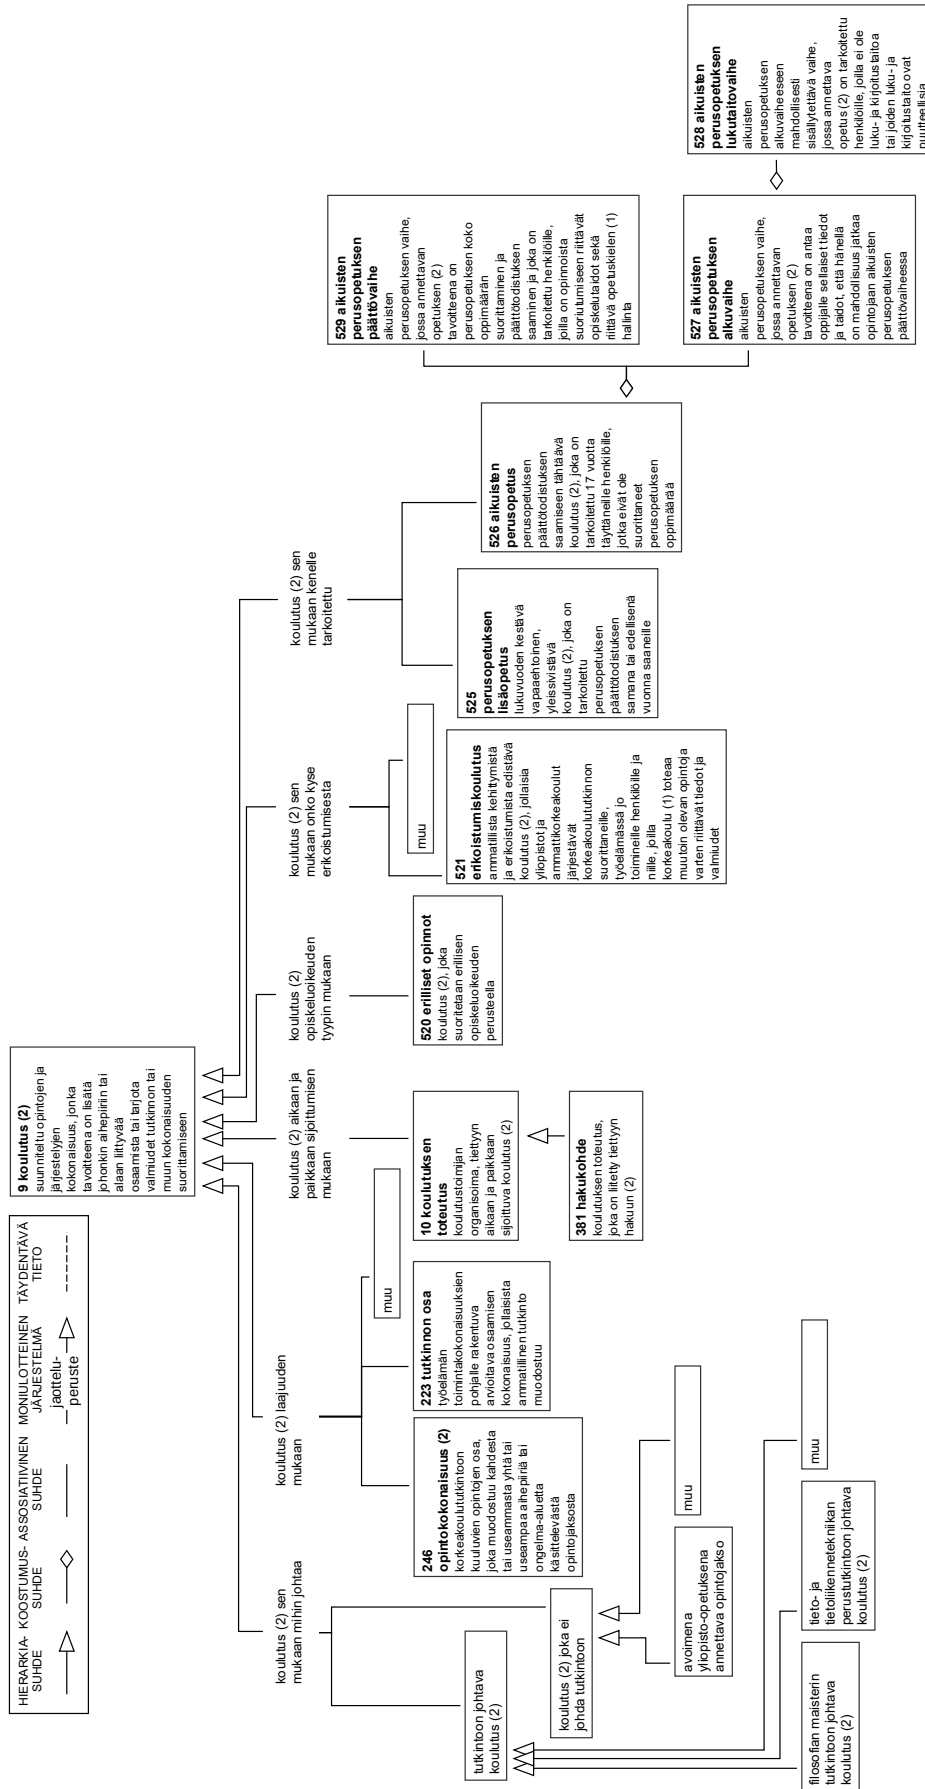 HIERARKIA- KOOSTUMUS- ASSOSIATIIVINEN MONIULOTTEINEN TÄYDENTÄVÄ
SUHDE SUHDE SUHDE JÄRJESTELMÄ TIETO
jaottelu-
peruste
9 koulutus (2)
suunniteltu opintojen ja
järjestelyjen
kokonaisuus, jonka
tavoitteena on lisätä
johonkin aihepiiriin tai
alaan liittyvää
osaamista tai tarjota
valmiudet tutkinnon tai
muun kokonaisuuden
suorittamiseen
koulutus (2) sen
mukaan mihin johtaa
koulutus (2) laajuuden
mukaan
koulutus (2) aikaan ja
paikkaan sijoittumisen
mukaan
koulutus (2)
opiskeluoikeuden
tyypin mukaan
koulutus (2) sen
mukaan onko kyse
erikoistumisesta
koulutus (2) sen
mukaan kenelle
tarkoitettu
tutkintoon johtava
koulutus (2)
koulutus (2) joka ei
johda tutkintoon
avoimena
yliopisto-opetuksena
annettava opintojakso
muu
filosofian maisterin
tutkintoon johtava
koulutus (2)
tieto- ja
tietoliikennetekniikan
perustutkintoon johtava
koulutus (2)
muu
246
opintokokonaisuus (2)
korkeakoulututkintoon
kuuluvien opintojen osa,
joka muodostuu kahdesta
tai useammasta yhtä tai
useampaa aihepiiriä tai
ongelma-aluetta
käsittelevästä
opintojaksosta
223 tutkinnon osa
työelämän
toimintakokonaisuuksien
pohjalle rakentuva
arvioitava osaamisen
kokonaisuus, jollaisista
ammatillinen tutkinto
muodostuu
muu
10 koulutuksen
toteutus
koulutustoimijan
organisoima, tiettyyn
aikaan ja paikkaan
sijoittuva koulutus (2)
381 hakukohde
koulutuksen toteutus,
joka on liitetty tiettyyn
hakuun (2)
520 erilliset opinnot
koulutus (2), joka
suoritetaan erillisen
opiskeluoikeuden
perusteella
521
erikoistumiskoulutus
ammatillista kehittymistä
ja erikoistumista edistävä
koulutus (2), jollaisia
yliopistot ja
ammattikorkeakoulut
järjestävät
korkeakoulututkinnon
suorittaneille,
työelämässä jo
toimineille henkilöille ja
niille, joilla
korkeakoulu (1) toteaa
muutoin olevan opintoja
varten riittävät tiedot ja
valmiudet
muu
525
perusopetuksen
lisäopetus
lukuvuoden kestävä
vapaaehtoinen,
yleissivistävä
koulutus (2), joka on
tarkoitettu
perusopetuksen
päättötodistuksen
samana tai edellisenä
vuonna saaneille
526 aikuisten
perusopetus
perusopetuksen
päättötodistuksen
saamiseen tähtäävä
koulutus (2), joka on
tarkoitettu 17 vuotta
täyttäneille henkilöille,
jotka eivät ole
suorittaneet
perusopetuksen
oppimäärää
529 aikuisten
perusopetuksen
päättövaihe
aikuisten
perusopetuksen vaihe,
jossa annettavan
opetuksen (2)
tavoitteena on
perusopetuksen koko
oppimäärän
suorittaminen ja
päättötodistuksen
saaminen ja joka on
tarkoitettu henkilöille,
joilla on opinnoista
suoriutumiseen riittävät
opiskelutaidot sekä
riittävä opetuskielen (1)
hallinta
527 aikuisten
perusopetuksen
alkuvaihe
aikuisten
perusopetuksen vaihe,
jossa annettavan
opetuksen (2)
tavoitteena on antaa
oppijalle sellaiset tiedot
ja taidot, että hänellä
on mahdollisuus jatkaa
opintojaan aikuisten
perusopetuksen
päättövaiheessa
528 aikuisten
perusopetuksen
lukutaitovaihe
aikuisten
perusopetuksen
alkuvaiheeseen
mahdollisesti
sisällytettävä vaihe,
jossa annettava
opetus (2) on tarkoitettu
henkilöille, joilla ei ole
luku- ja kirjoitustaitoa
tai joiden luku- ja
kirjoitustaito ovat
puutteellisia